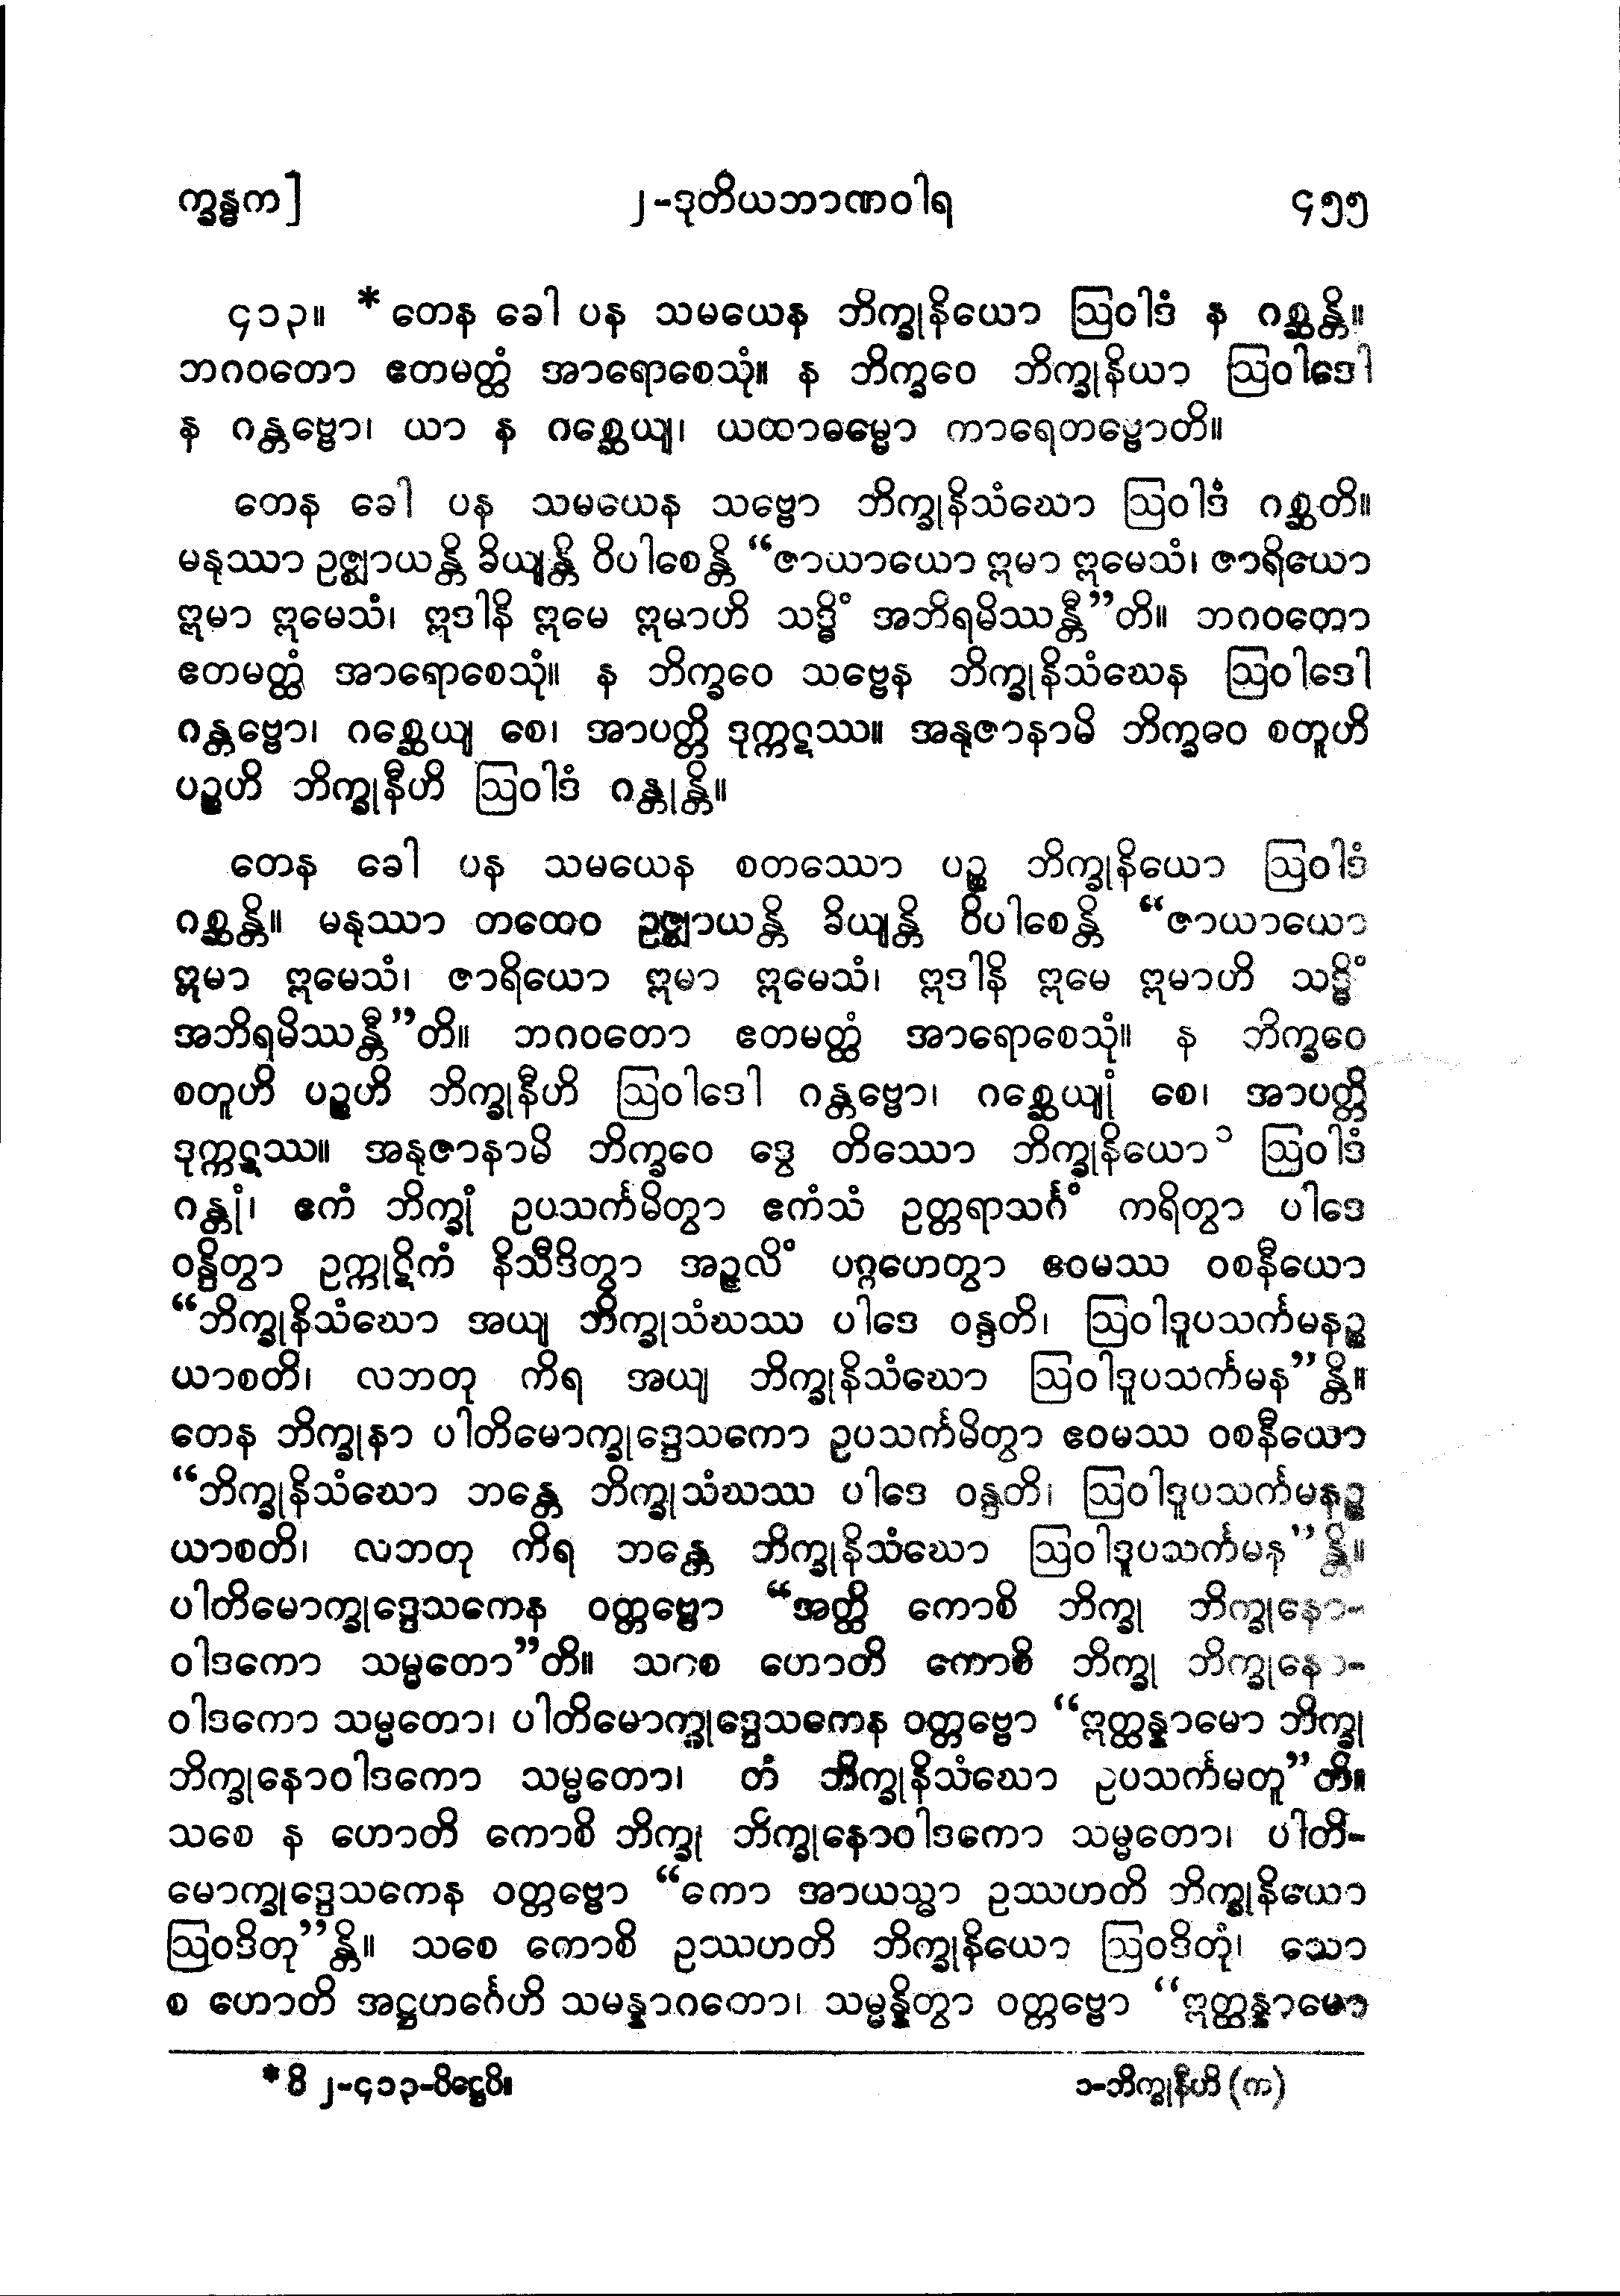 က္ခန္ဓက]	၂-ဒုတိယဘာဏဝါရ	၄၅၅
၄၁၃။ *တေန ခေါ ပန သမယေန ဘိက္ခုနိယော ဩဝါဒံ န ဂစ္ဆန္တိ။
ဘဂဝတော ဧတမတ္ထံ အာရောစေသုံ။ န ဘိက္ခဝေ ဘိက္ခုနိယာ ဩဝါဒေါ
န ဂန္တဗ္ဗော၊ ယာ န ဂစ္ဆေယျ၊ ယထာဓမ္မော ကာရေတဗ္ဗောတိ။
တေန ခေါ ပန သမယေန သဗ္ဗော ဘိက္ခုနိသံဃော ဩဝါဒံ ဂစ္ဆတိ။
မနုဿာ ဥဇ္ဈာယန္တိ ခိယျန္တိ ဝိပါစေန္တိ “ဇာယာယော ဣမာ ဣမေသံ၊ ဇာရိယော
ဣမာ ဣမေသံ၊ ဣဒါနိ ဣမေ ဣမာဟိ သဒ္ဓိံ အဘိရမိဿန္တီ”တိ။ ဘဂဝတော
ဧတမတ္ထံ အာရောစေသုံ။ န ဘိက္ခဝေ သဗ္ဗေန ဘိက္ခုနိသံဃေန ဩဝါဒေါ
ဂန္တဗ္ဗော၊ ဂစ္ဆေယျ စေ၊ အာပတ္တိ ဒုက္ကဋဿ။ အနုဇာနာမိ ဘိက္ခဝေ စတူဟိ
ပဉ္စဟိ ဘိက္ခုနီဟိ ဩဝါဒံ ဂန္တုန္တိ။
တေန ခေါ ပန သမယေန စတဿော ပဉ္စ ဘိက္ခုနိယော ဩဝါဒံ
ဂစ္ဆန္တိ။ မနုဿာ တထေဝ ဥဇ္ဈာယန္တိ ခိယျန္တိ ဝိပါစေန္တိ “ဇာယာယော
ဣမာ ဣမေသံ၊ ဇာရိယော ဣမာ ဣမေသံ၊ ဣဒါနိ ဣမေ ဣမာဟိ သဒ္ဓိံ
အဘိရမိဿန္တီ”တိ။ ဘဂဝတော ဧတမတ္ထံ အာရောစေသုံ။ န ဘိက္ခဝေ
စတူဟိ ပဉ္စဟိ ဘိက္ခုနီဟိ ဩဝါဒေါ ဂန္တဗ္ဗော၊ ဂစ္ဆေယျုံ စေ၊ အာပတ္တိ
ဒုက္ကဋဿ။ အနုဇာနာမိ ဘိက္ခဝေ ဒွေ တိဿော ဘိက္ခုနိယော ၁ ဩဝါဒံ
ဂန္တုံ၊ ဧကံ ဘိက္ခုံ ဥပသင်္ကမိတွာ ဧကံသံ ဥတ္တရာသင်္ဂံ ကရိတွာ ပါဒေ
ဝန္ဒိတွာ ဥက္ကုဋိကံ နိသီဒိတွာ အဉ္ဇလိံ ပဂ္ဂဟေတွာ ဧဝမဿ ဝစနီယော
“ဘိက္ခုနိသံဃော အယျ ဘိက္ခုသံဃဿ ပါဒေ ဝန္ဒတိ၊ ဩဝါဒူပသင်္ကမနဉ္စ
ယာစတိ၊ လဘတု ကိရ အယျ ဘိက္ခုနိသံဃော ဩဝါဒူပသင်္ကမန”န္တိ။
တေန ဘိက္ခုနာ ပါတိမောက္ခုဒ္ဒေသကော ဥပသင်္ကမိတွာ ဧဝမဿ ဝစနီယော
“ဘိက္ခုနိသံဃော ဘန္တေ ဘိက္ခုသံဃဿ ပါဒေ ဝန္ဒတိ၊ ဩဝါဒူပသင်္ကမနဉ္စ
ယာစတိ၊ လဘတု ကိရ ဘန္တေ ဘိက္ခုနိသံဃော ဩဝါဒူပသင်္ကမန”န္တိ။
ပါတိမောက္ခုဒ္ဒေသကေန ဝတ္တဗ္ဗော “အတ္ထိ ကောစိ ဘိက္ခု ဘိက္ခုနော-
ဝါဒကော သမ္မတော”တိ။ သစေ ဟောတိ ကောစိ ဘိက္ခု ဘိက္ခုနော-
ဝါဒကော သမ္မတော၊ ပါတိမောက္ခုဒ္ဒေသကေန ဝတ္တဗ္ဗော “ဣတ္ထန္နာမော ဘိက္ခု
ဘိက္ခုနောဝါဒကော သမ္မတော၊ တံ ဘိက္ခုနိသံဃော ဥပသင်္ကမတူ”တိ။
သစေ န ဟောတိ ကောစိ ဘိက္ခု ဘိက္ခုနောဝါဒကော သမ္မတော၊ ပါတိ-
မောက္ခုဒ္ဒေသကေန ဝတ္တဗ္ဗော “ကော အာယသ္မာ ဥဿဟတိ ဘိက္ခုနိယော
ဩဝဒိတု”န္တိ။ သစေ ကောစိ ဥဿဟတိ ဘိက္ခုနိယော ဩဝဒိတုံ၊ သော
စ ဟောတိ အဋ္ဌဟင်္ဂေဟိ သမန္နာဂတော၊ သမ္မန္နိတွာ ဝတ္တဗ္ဗော “ဣတ္ထန္နာမော
*ဝိ ၂-၄၁၃-ပိဋ္ဌေပိ။	၁-ဘိက္ခုနီဟိ (က)